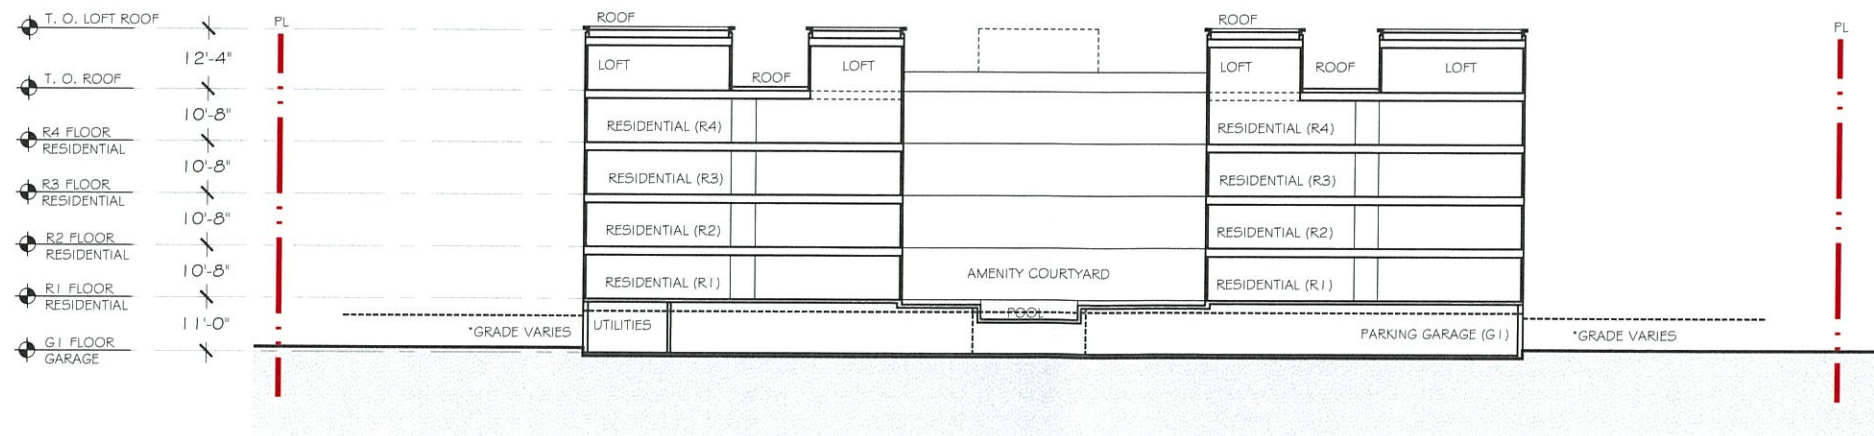 T. O. LOFT ROOF
12'-4"
T. O. ROOF
10'-8"
R4 FLOOR
RESIDENTIAL
10'-8"
R3 FLOOR
RESIDENTIAL
10'-8"
R2 FLOOR
RESIDENTIAL
10'-8"
R1 FLOOR
RESIDENTIAL
11'-0"
G1 FLOOR
GARAGE
PL
ROOF
ROOF
PL
LOFT
ROOF
LOFT
LOFT
ROOF
LOFT
RESIDENTIAL (R4)
RESIDENTIAL (R4)
RESIDENTIAL (R3)
RESIDENTIAL (R3)
RESIDENTIAL (R2)
RESIDENTIAL (R2)
RESIDENTIAL (R1)
AMENITY COURTYARD
RESIDENTIAL (R1)
POOL
*GRADE VARIES
UTILITIES
PARKING GARAGE (G1)
*GRADE VARIES